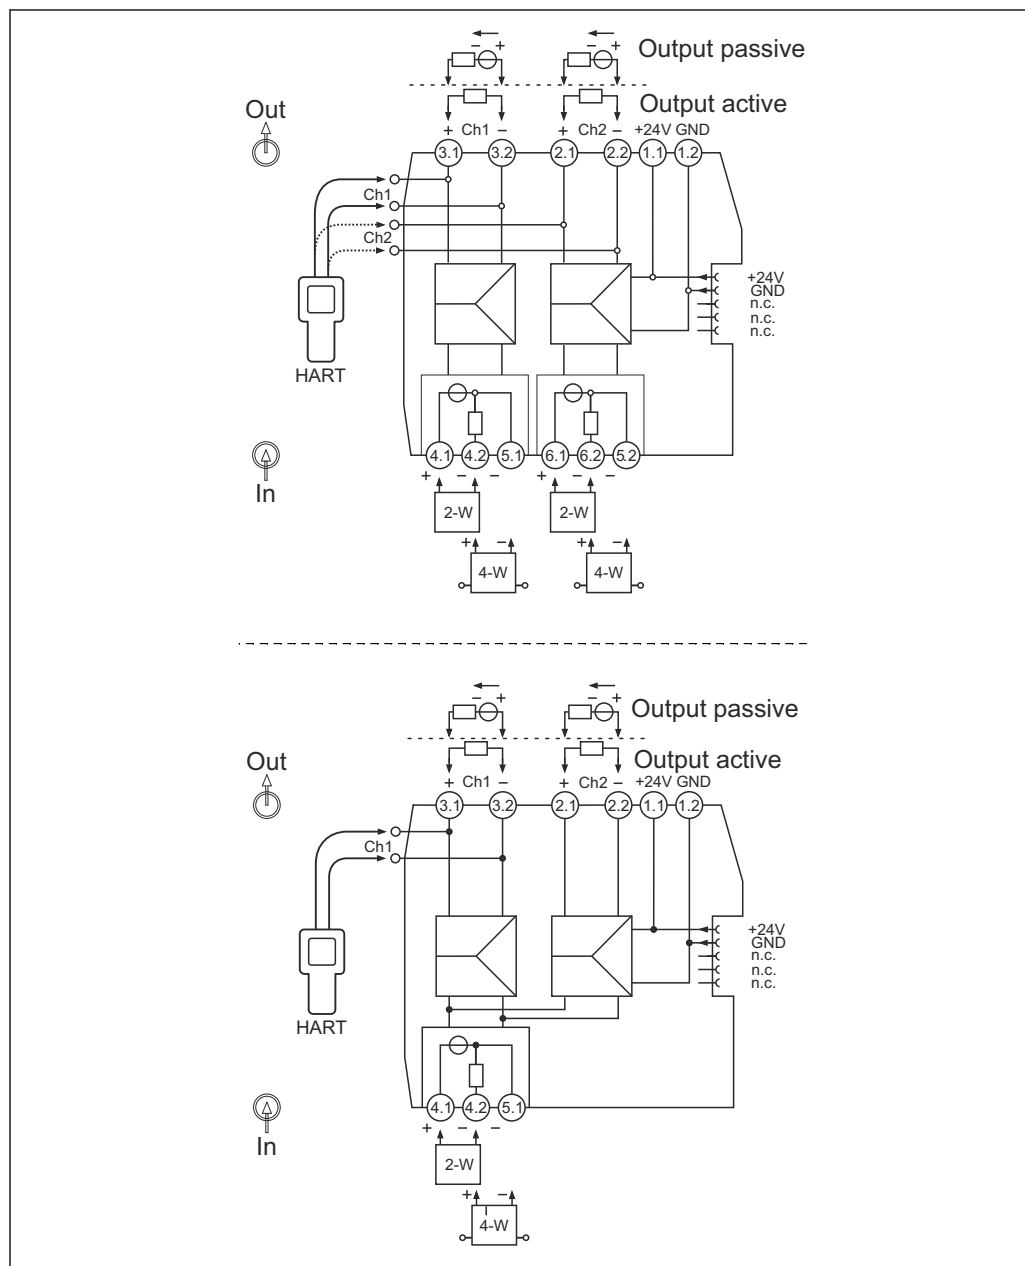 − + − + Output passive
Out Output active
+ Ch1 − + Ch2 − +24V GND
3.1 3.2 2.1 2.2 1.1 1.2
Ch1
Ch2
+24V
GND
n.c.
n.c.
n.c.
HART
4.1 4.2 5.1 6.1 6.2 5.2
+ − − + − −
In
2-W 2-W
+ − + −
4-W 4-W
− + − + Output passive
Out Output active
+ Ch1 − + Ch2 − +24V GND
3.1 3.2 2.1 2.2 1.1 1.2
Ch1
+24V
GND
n.c.
n.c.
n.c.
HART
4.1 4.2 5.1
+ − −
In
2-W
+ −
4-W